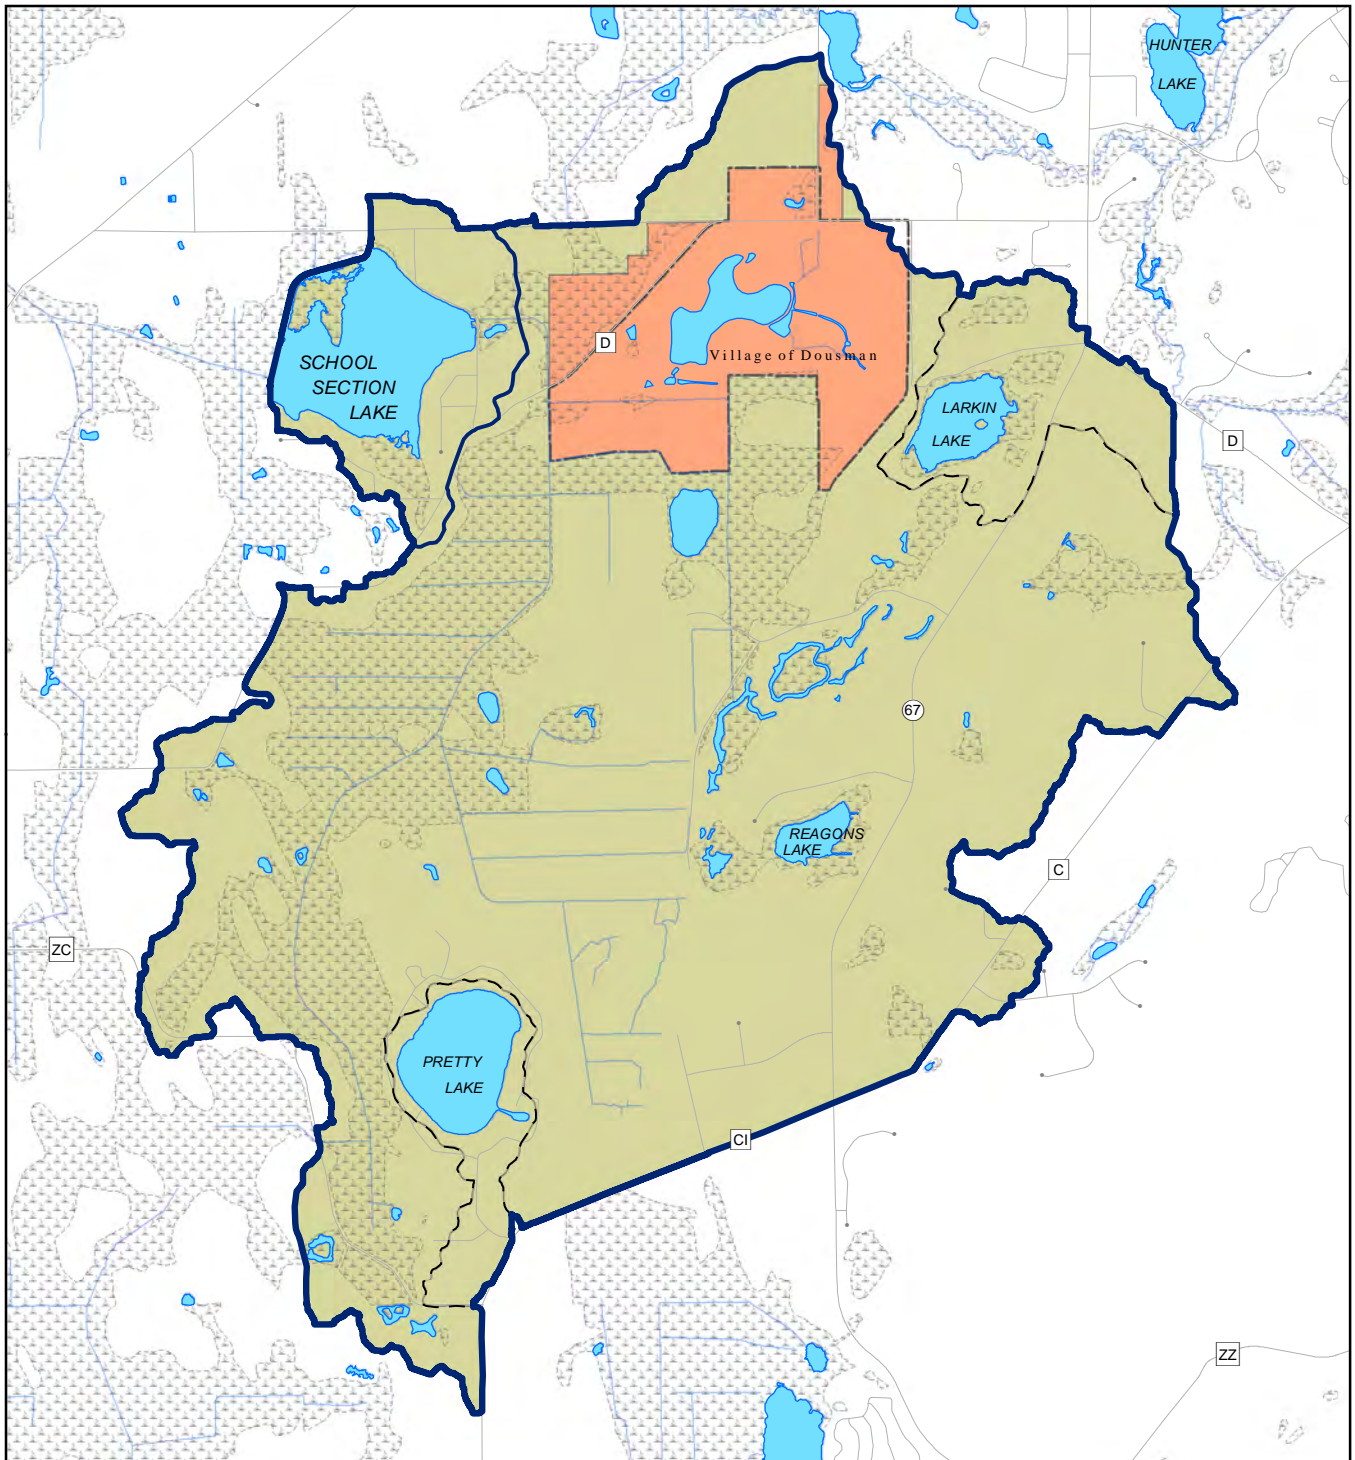 HUNTER
LAKE
SCHOOL
SECTION
LAKE
D
Village of Dousman
LARKIN
LAKE
D
67
REAGONS
LAKE
C
ZC
PRETTY
LAKE
CI
ZZ